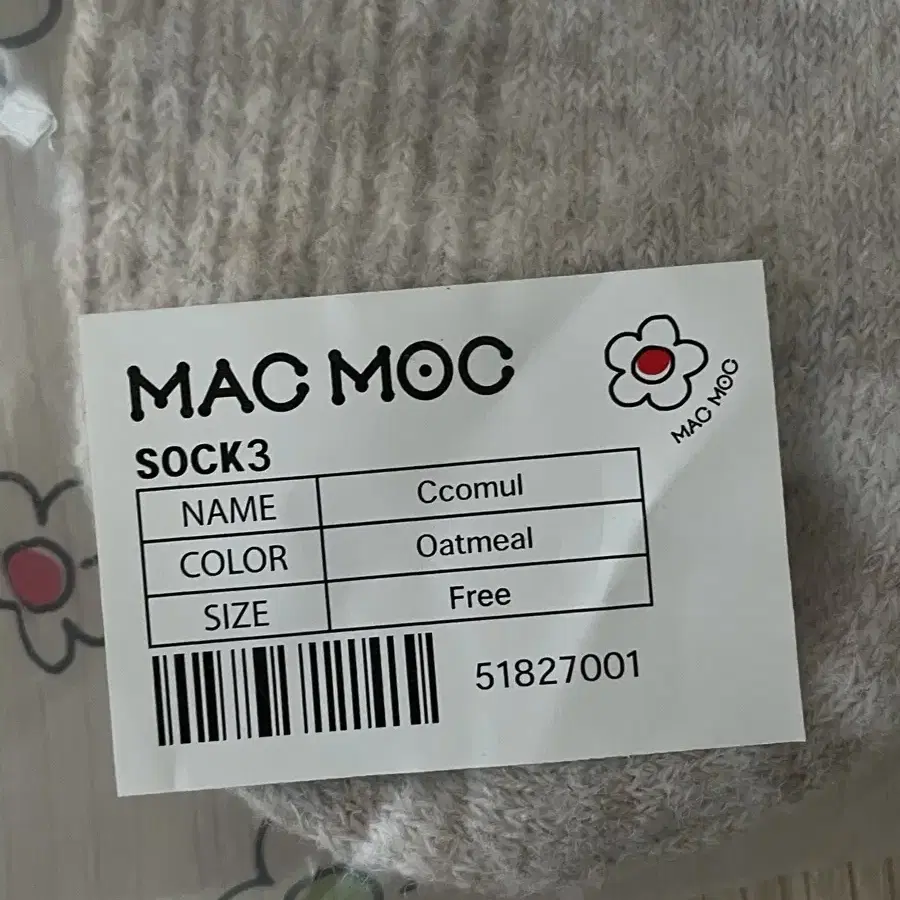 MAC MOC
MAC MOC
SOCK3
NAME Ccomul
COLOR Oatmeal
SIZE Free
51827001